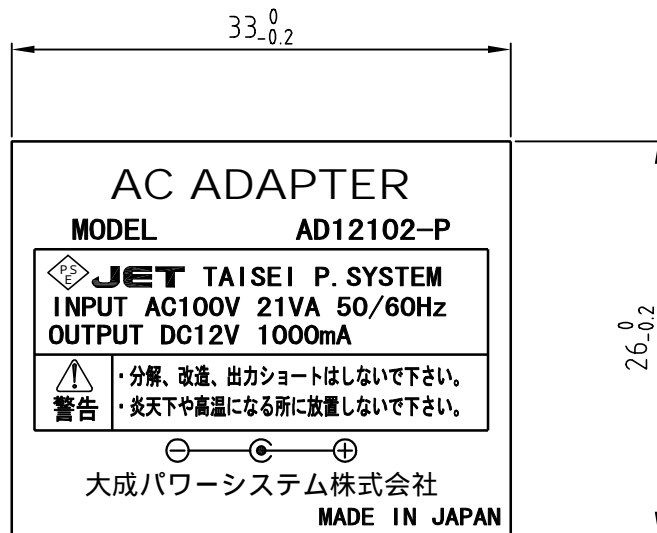 33 0 -0.2
AC ADAPTER
MODEL AD12102-P
PSE JET TAISEI P. SYSTEM
INPUT AC100V 21VA 50/60Hz
OUTPUT DC12V 1000mA
・分解、改造、出力ショートはしないで下さい。
警告 ・炎天下や高温になる所に放置しないで下さい。
大成パワーシステム株式会社
MADE IN JAPAN
26 0 -0.2